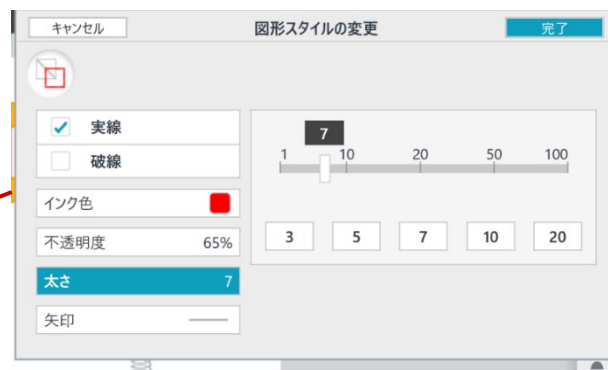 キャンセル 図形スタイルの変更 完了
実線
破線
インク色
不透明度 65%
太さ 7
矢印
7
1 10 20 50 100
3 5 7 10 20